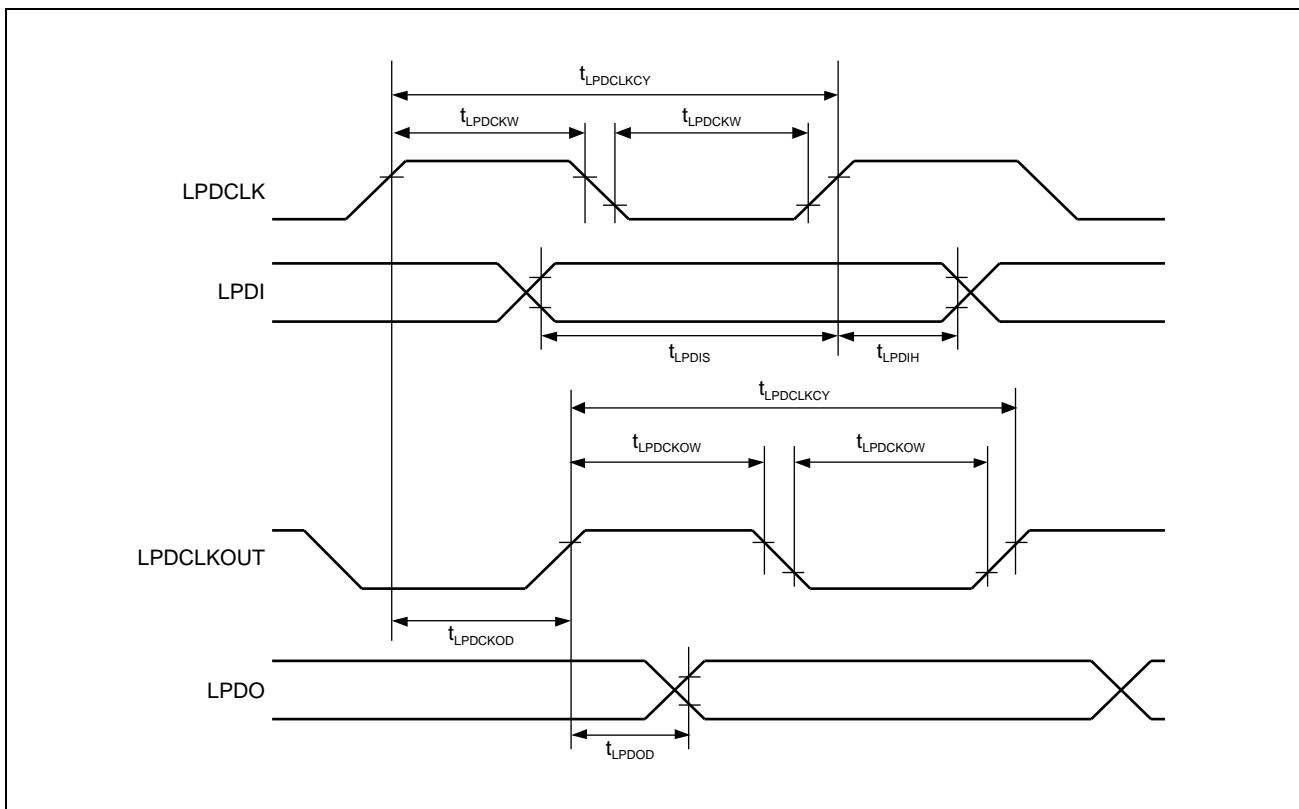 tLPDCLKCY
tLPDCKW tLPDCKW
LPDCLK
LPDI
tLPDIS tLPDIH
tLPDCLKCY
tLPDCKOW tLPDCKOW
LPDCLKOUT
tLPDCKOD
LPDO
tLPDOD